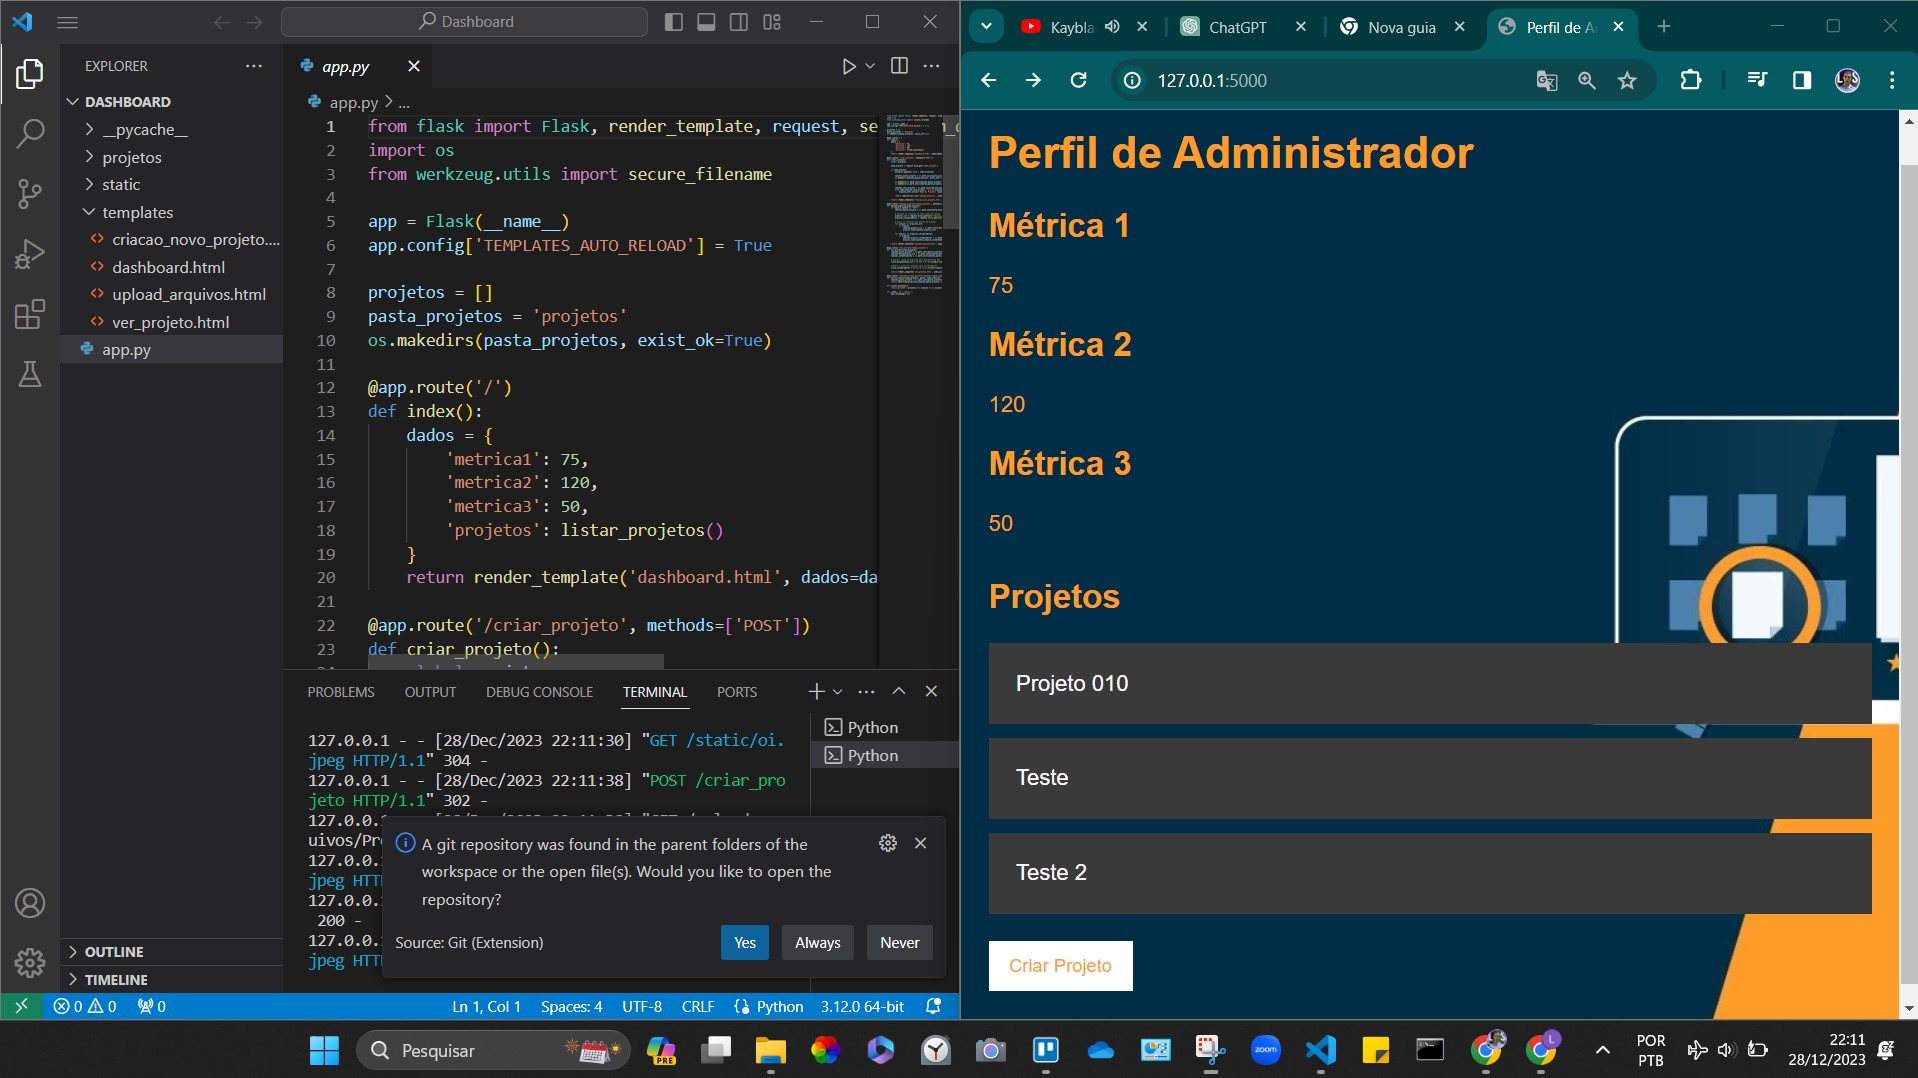 Dashboard
EXPLORER
DASHBOARD
__pycache__
projetos
static
templates
criacao_novo_projeto....
dashboard.html
upload_arquivos.html
ver_projeto.html
app.py
OUTLINE
TIMELINE
app.py
app.py > ...
1 from flask import Flask, render_template, request, se
2 import os
3 from werkzeug.utils import secure_filename
4
5 app = Flask(__name__)
6 app.config['TEMPLATES_AUTO_RELOAD'] = True
7
8 projetos = []
9 pasta_projetos = 'projetos'
10 os.makedirs(pasta_projetos, exist_ok=True)
11
12 @app.route('/')
13 def index():
14 dados = {
15 'metrica1': 75,
16 'metrica2': 120,
17 'metrica3': 50,
18 'projetos': listar_projetos()
19 }
20 return render_template('dashboard.html', dados=da
21
22 @app.route('/criar_projeto', methods=['POST'])
23 def criar_projeto():
PROBLEMS OUTPUT DEBUG CONSOLE TERMINAL PORTS
Python
Python
127.0.0.1 - - [28/Dec/2023 22:11:30] "GET /static/oi.
jpeg HTTP/1.1" 304 -
127.0.0.1 - - [28/Dec/2023 22:11:38] "POST /criar_pro
jeto HTTP/1.1" 302 -
127.0.0.1
uivos/Pr
127.0.0.
jpeg HTT
127.0.0.
200 -
127.0.0.
jpeg HTT
A git repository was found in the parent folders of the
workspace or the open file(s). Would you like to open the
repository?
Source: Git (Extension)
Yes Always Never
0 0 0 Ln 1, Col 1 Spaces: 4 UTF-8 CRLF Python 3.12.0 64-bit
Kaybla ChatGPT Nova guia Perfil de A
127.0.0.1:5000
Perfil de Administrador
Métrica 1
75
Métrica 2
120
Métrica 3
50
Projetos
Projeto 010
Teste
Teste 2
Criar Projeto
Pesquisar
PRE
zoom
L
POR
PTB
22:11
28/12/2023